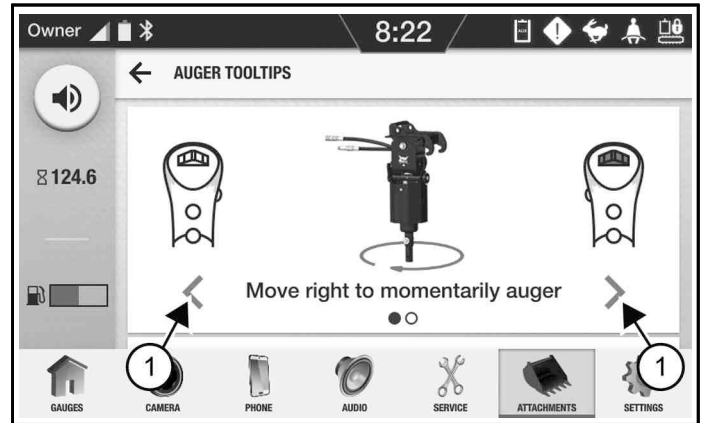 Owner
8:22
AUGER TOOLTIPS
124.6
Move right to momentarily auger
1
1
GAUGES
CAMERA
PHONE
AUDIO
SERVICE
ATTACHMENTS
SETTINGS